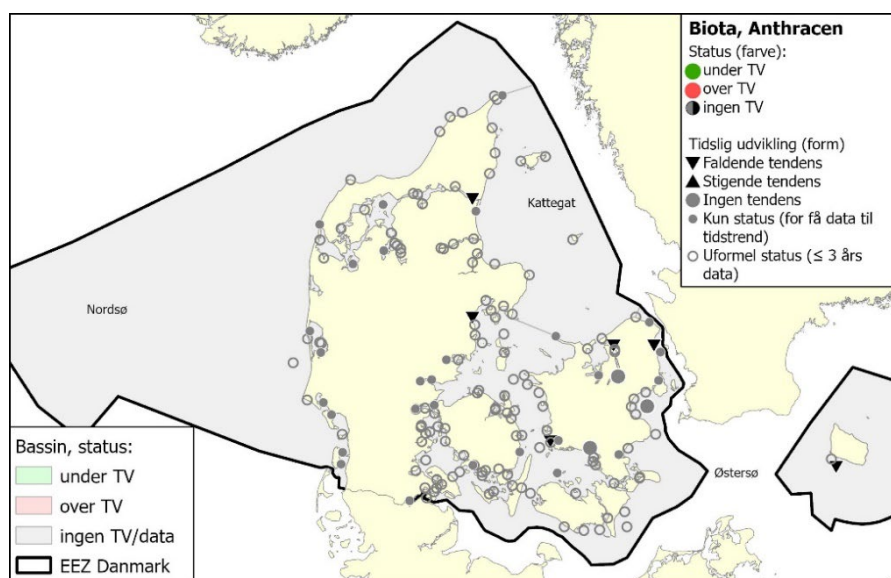 Biota, Anthracen
Status (farve):
under TV
over TV
ingen TV
Tidslig udvikling (form)
Faldende tendens
Stigende tendens
Ingen tendens
Kun status (for få data til
tidstrend)
Uformel status (≤ 3 års
data)
Kattegat
Nordsø
Østersø
Bassin, status:
under TV
over TV
ingen TV/data
EEZ Danmark